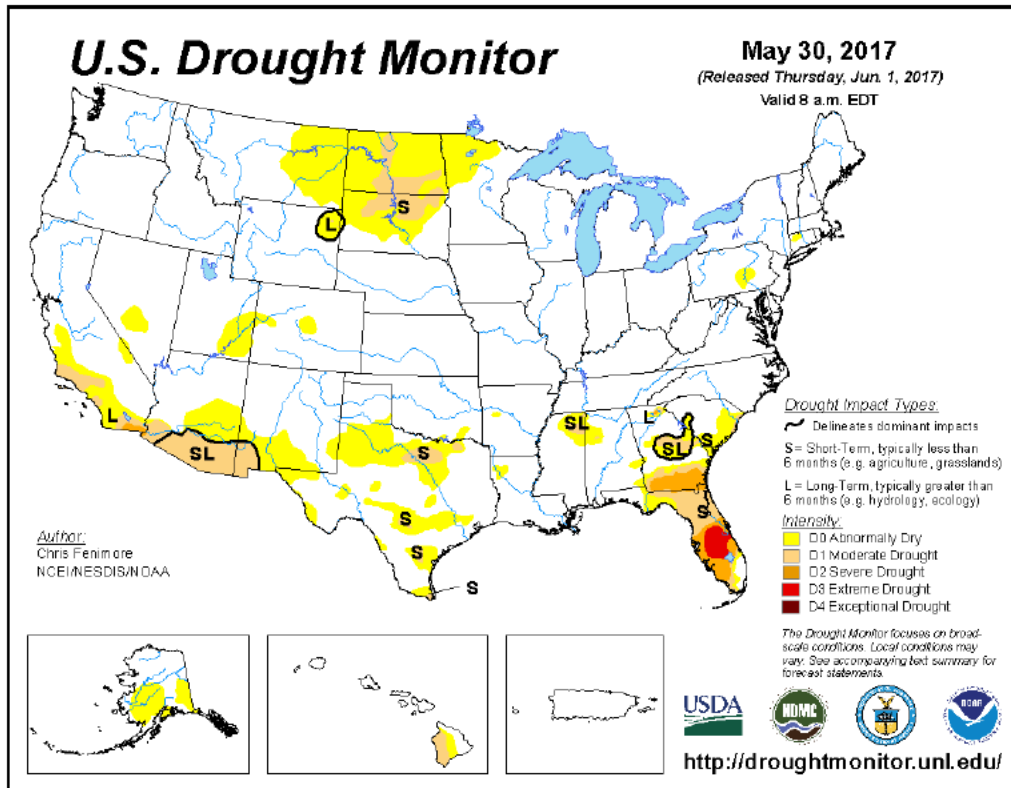 U.S. Drought Monitor
May 30, 2017
(Released Thursday, Jun. 1, 2017)
Valid 8 a.m. EDT
L
S
L
SL
S
S
S
S
SL
L
SL
S
S
Drought Impact Types:
Delineates dominant impacts
S = Short-Term, typically less than
6 months (e.g. agriculture, grasslands)
L = Long-Term, typically greater than
6 months (e.g. hydrology, ecology)
Intensity:
D0 Abnormally Dry
D1 Moderate Drought
D2 Severe Drought
D3 Extreme Drought
D4 Exceptional Drought
Author:
Chris Fenimore
NCEI/NESDIS/NOAA
The Drought Monitor focuses on broad-
scale conditions. Local conditions may
vary. See accompanying text summary for
forecast statements.
USDA
NDMC
NOAA
http://droughtmonitor.unl.edu/